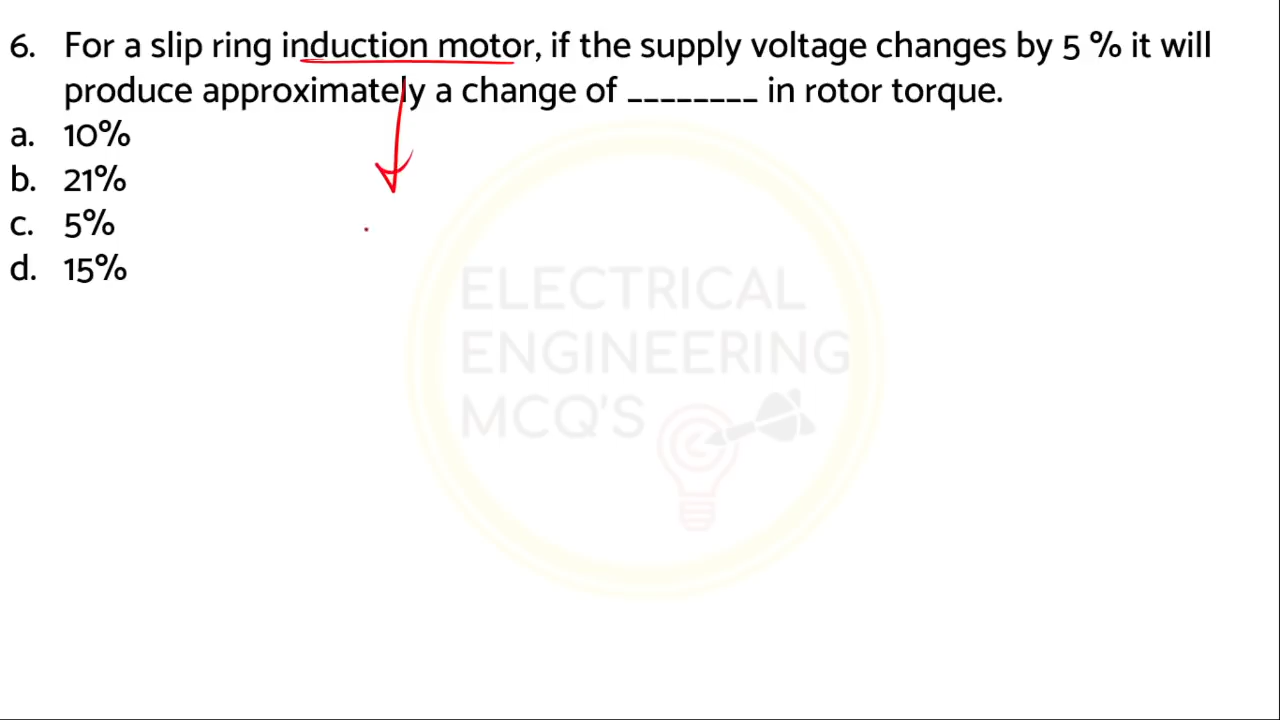 6. For a slip ring induction motor, if the supply voltage changes by 5 % it will
produce approximately a change of ________ in rotor torque.
a. 10%
b. 21%
c. 5%
d. 15%
ELECTRICAL
ENGINEERING
MCQ'S